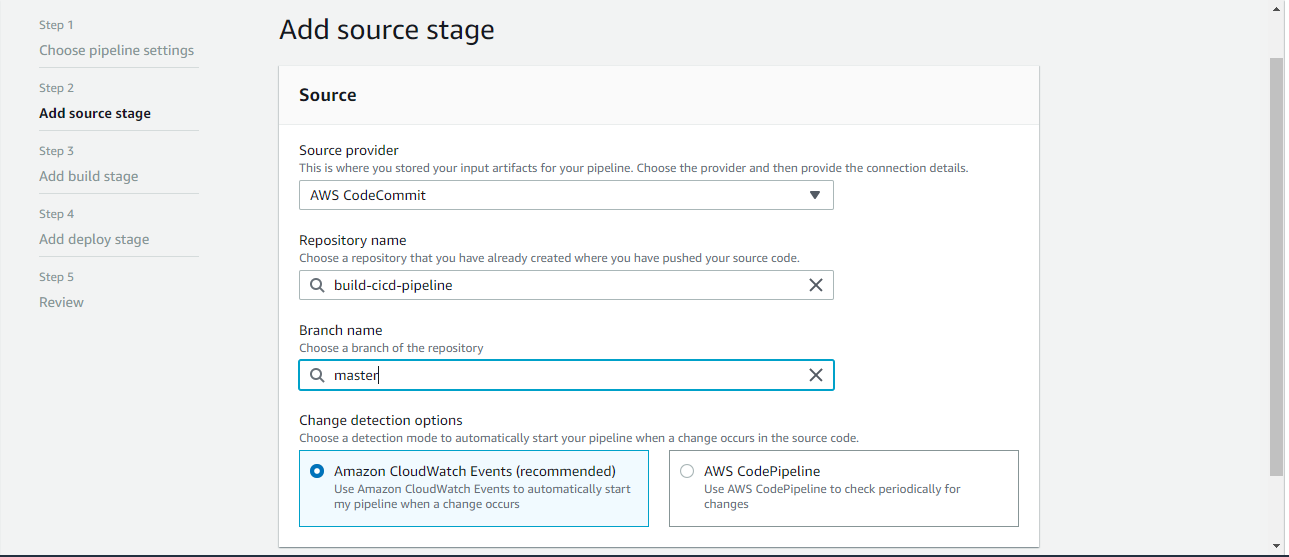 Step 1
Choose pipeline settings
Step 2
Add source stage
Step 3
Add build stage
Step 4
Add deploy stage
Step 5
Review
Add source stage
Source
Source provider
This is where you stored your input artifacts for your pipeline. Choose the provider and then provide the connection details.
AWS CodeCommit
Repository name
Choose a repository that you have already created where you have pushed your source code.
build-cicd-pipeline
Branch name
Choose a branch of the repository
master
Change detection options
Choose a detection mode to automatically start your pipeline when a change occurs in the source code.
Amazon CloudWatch Events (recommended)
Use Amazon CloudWatch Events to automatically start
my pipeline when a change occurs
AWS CodePipeline
Use AWS CodePipeline to check periodically for
changes